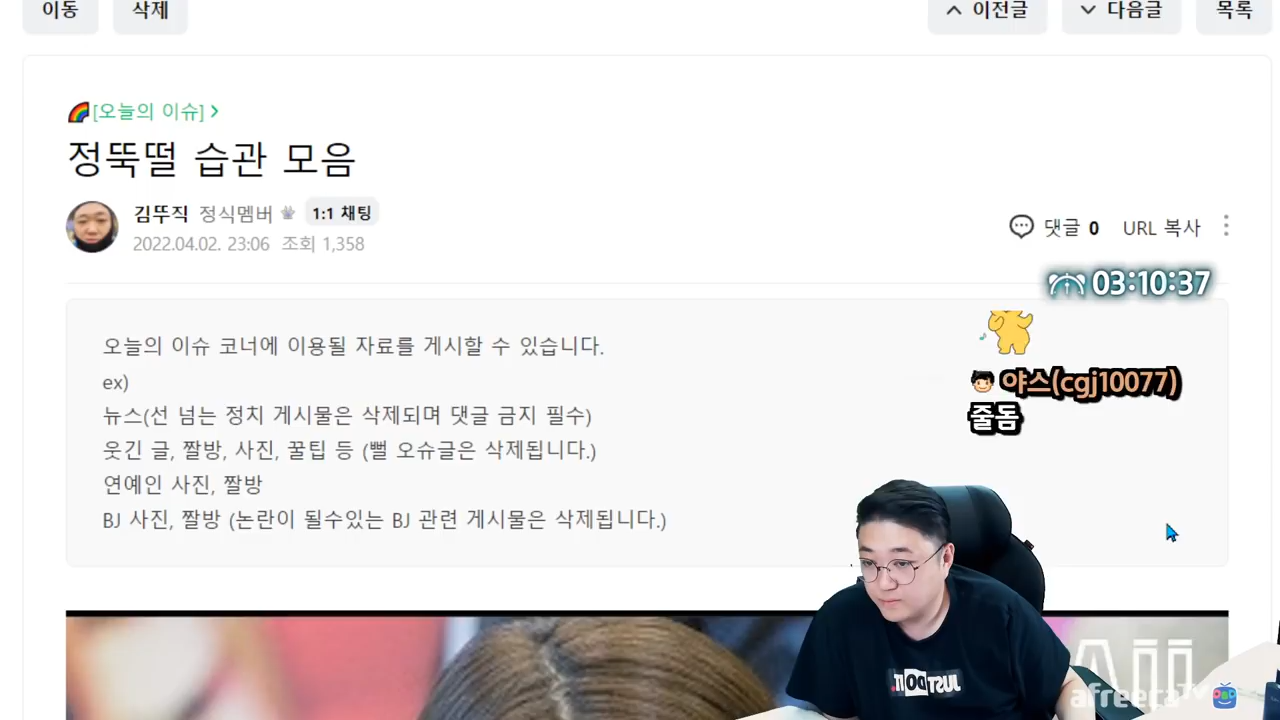 이동
삭제
이전글
다음글
목록
[오늘의 이슈]
정뚝떨 습관 모음
김뚜직 정식멤버 1:1 채팅
2022.04.02. 23:06 조회 1,358
댓글 0 URL 복사
03:10:37
오늘의 이슈 코너에 이용될 자료를 게시할 수 있습니다.
ex)
뉴스(선 넘는 정치 게시물은 삭제되며 댓글 금지 필수)
웃긴 글, 짤방, 사진, 꿀팁 등 (뻘 오슈글은 삭제됩니다.)
연예인 사진, 짤방
BJ 사진, 짤방 (논란이 될수있는 BJ 관련 게시물은 삭제됩니다.)
야스(cgj10077)
줄돔
JUST DO IT.
afreecaTV